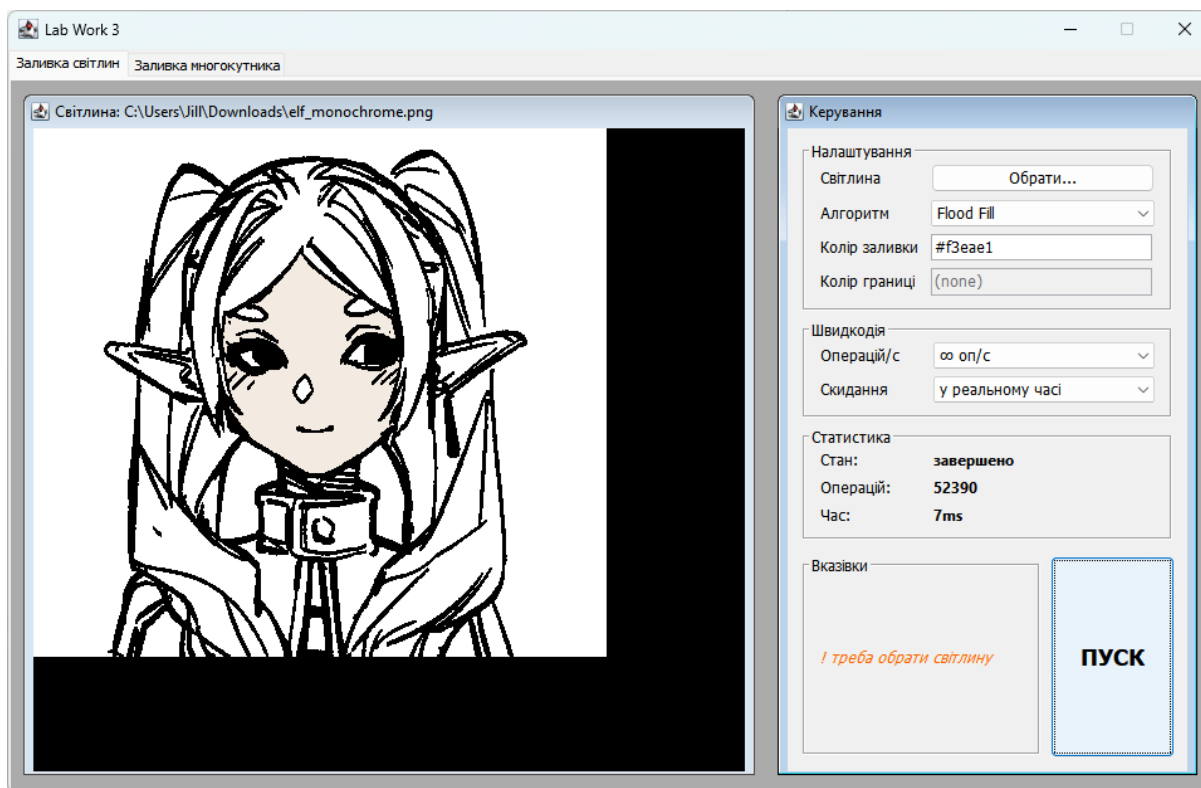 Lab Work 3
Заливка світлин
Заливка многокутника
Світлина: C:\Users\Jill\Downloads\elf_monochrome.png
Керування
Налаштування
Світлина Обрати...
Алгоритм Flood Fill
Колір заливки #f3eae1
Колір границі (none)
Швидкодія
Операцій/с ∞ оп/с
Скидання у реальному часі
Статистика
Стан: завершено
Операцій: 52390
Час: 7ms
Вказівки
! треба обрати світлину
ПУСК